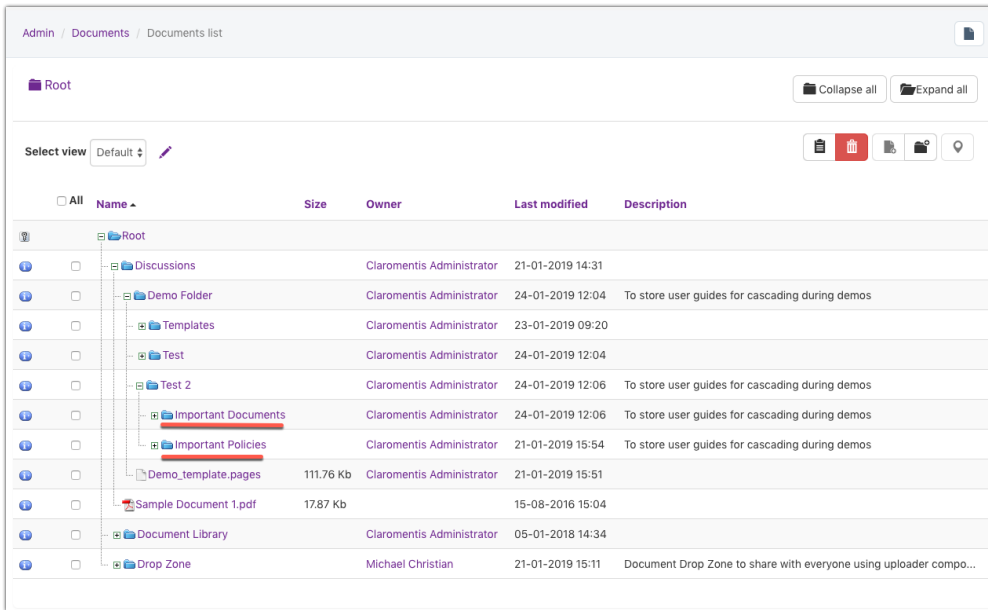 Admin / Documents / Documents list
Root
Collapse all Expand all
Select view Default
All Name Size Owner Last modified Description
Root
Discussions Claromentis Administrator 21-01-2019 14:31
Demo Folder Claromentis Administrator 24-01-2019 12:04 To store user guides for cascading during demos
Templates Claromentis Administrator 23-01-2019 09:20
Test Claromentis Administrator 24-01-2019 12:04
Test 2 Claromentis Administrator 24-01-2019 12:06 To store user guides for cascading during demos
Important Documents Claromentis Administrator 24-01-2019 12:06 To store user guides for cascading during demos
Important Policies Claromentis Administrator 21-01-2019 15:54 To store user guides for cascading during demos
Demo_template.pages 111.76 Kb Claromentis Administrator 21-01-2019 15:51
Sample Document 1.pdf 17.87 Kb 15-08-2016 15:04
Document Library Claromentis Administrator 05-01-2018 14:34
Drop Zone Michael Christian 21-01-2019 15:11 Document Drop Zone to share with everyone using uploader compo...